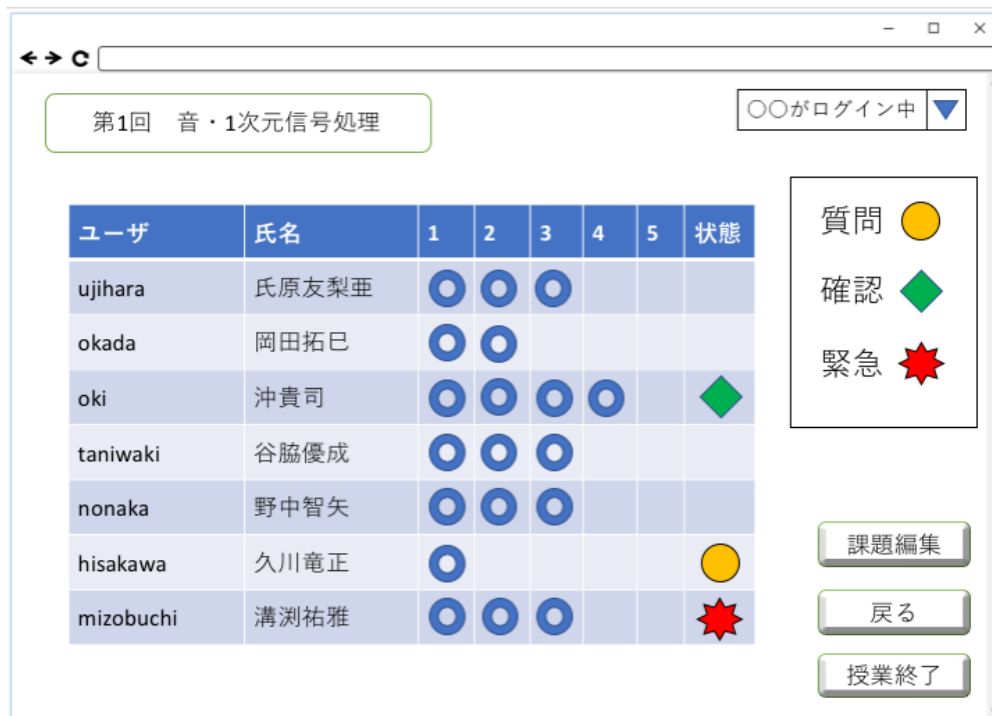 第1回 音・1次元信号処理
〇〇がログイン中
ユーザ 氏名 1 2 3 4 5 状態
ujihara 氏原友梨亜
okada 岡田拓巳
oki 沖貴司
taniwaki 谷脇優成
nonaka 野中智矢
hisakawa 久川竜正
mizobuchi 溝渕祐雅
質問
確認
緊急
課題編集
戻る
授業終了